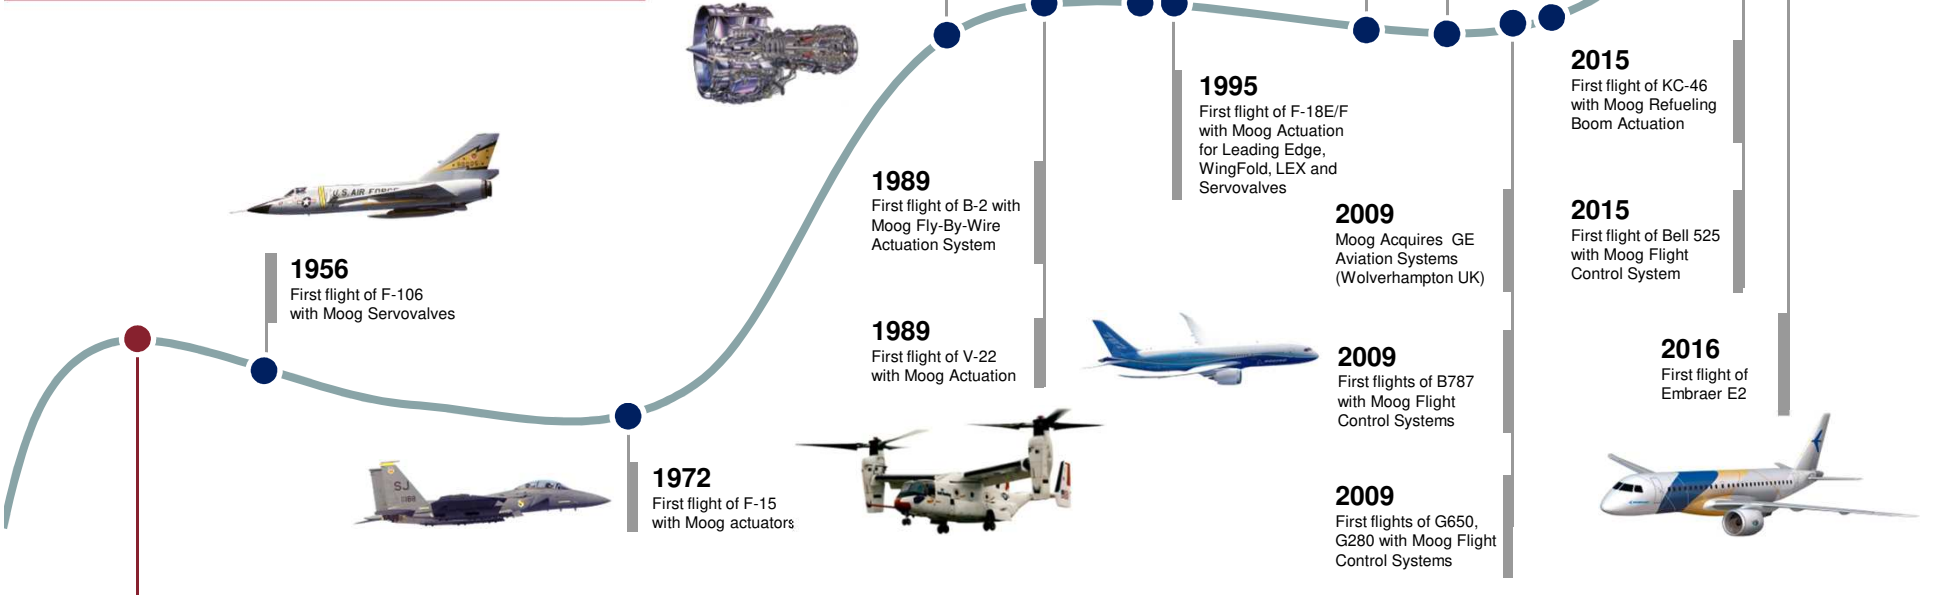 1956
First flight of F-106
with Moog Servovalves
1972
First flight of F-15
with Moog actuators
1989
First flight of B-2 with
Moog Fly-By-Wire
Actuation System
1989
First flight of V-22
with Moog Actuation
1995
First flight of F-18E/F
with Moog Actuation
for Leading Edge,
WingFold, LEX and
Servovalves
2009
Moog Acquires GE
Aviation Systems
(Wolverhampton UK)
2009
First flights of B787
with Moog Flight
Control Systems
2009
First flights of G650,
G280 with Moog Flight
Control Systems
2015
First flight of KC-46
with Moog Refueling
Boom Actuation
2015
First flight of Bell 525
with Moog Flight
Control System
2016
First flight of
Embraer E2
U.S. AIR FORCE
SJ